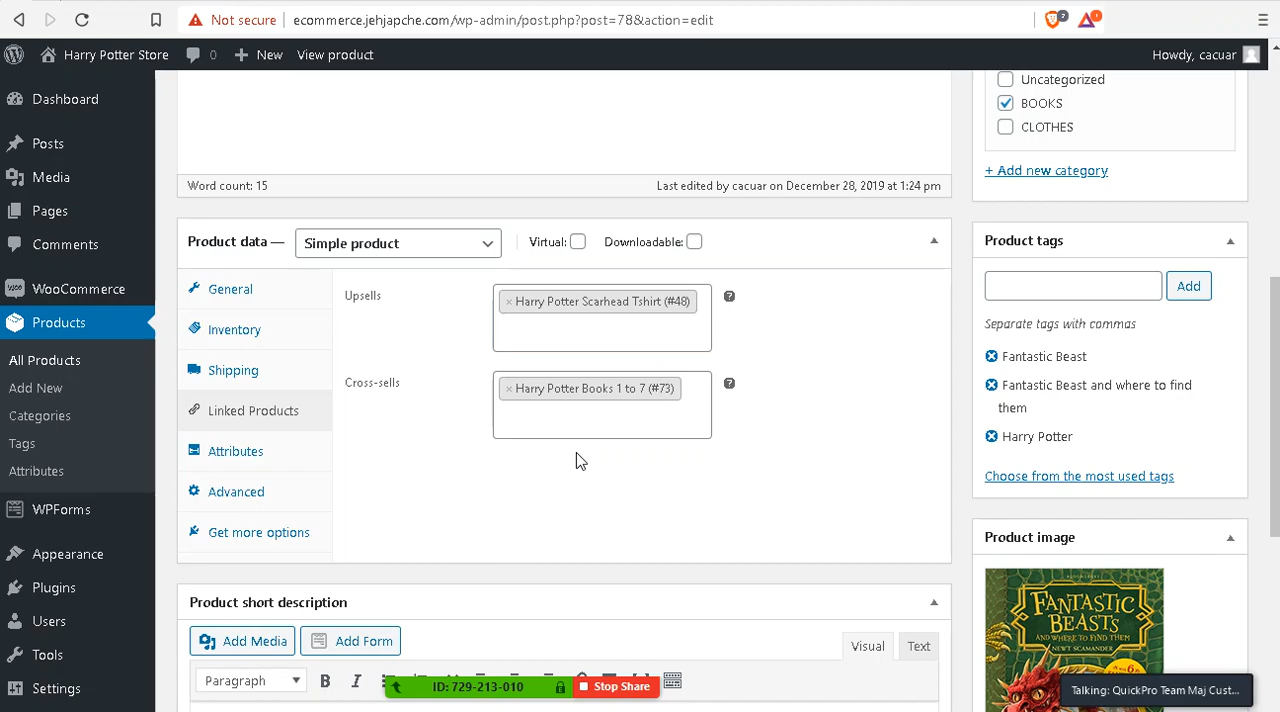 Not secure
ecommerce.jehjapche.com/wp-admin/post.php?post=78&action=edit
Harry Potter Store
0
New
View product
Howdy, cacuar
Dashboard
Posts
Media
Pages
Comments
WooCommerce
Products
All Products
Add New
Categories
Tags
Attributes
WPForms
Appearance
Plugins
Users
Tools
Settings
Word count: 15
Last edited by cacuar on December 28, 2019 at 1:24 pm
Product data —
Simple product
Virtual:
Downloadable:
General
Inventory
Shipping
Linked Products
Attributes
Advanced
Get more options
Upsells
× Harry Potter Scarhead Tshirt (#48)
Cross-sells
× Harry Potter Books 1 to 7 (#73)
Product short description
Add Media
Add Form
Visual
Text
Paragraph
B
I
ID: 729-213-010
Stop Share
Uncategorized
BOOKS
CLOTHES
+ Add new category
Product tags
Add
Separate tags with commas
Fantastic Beast
Fantastic Beast and where to find
them
Harry Potter
Choose from the most used tags
Product image
FANTASTIC
BEASTS
AND WHERE TO FIND THEM
NEWT SCAMANDER
Talking: QuickPro Team Maj Cust...